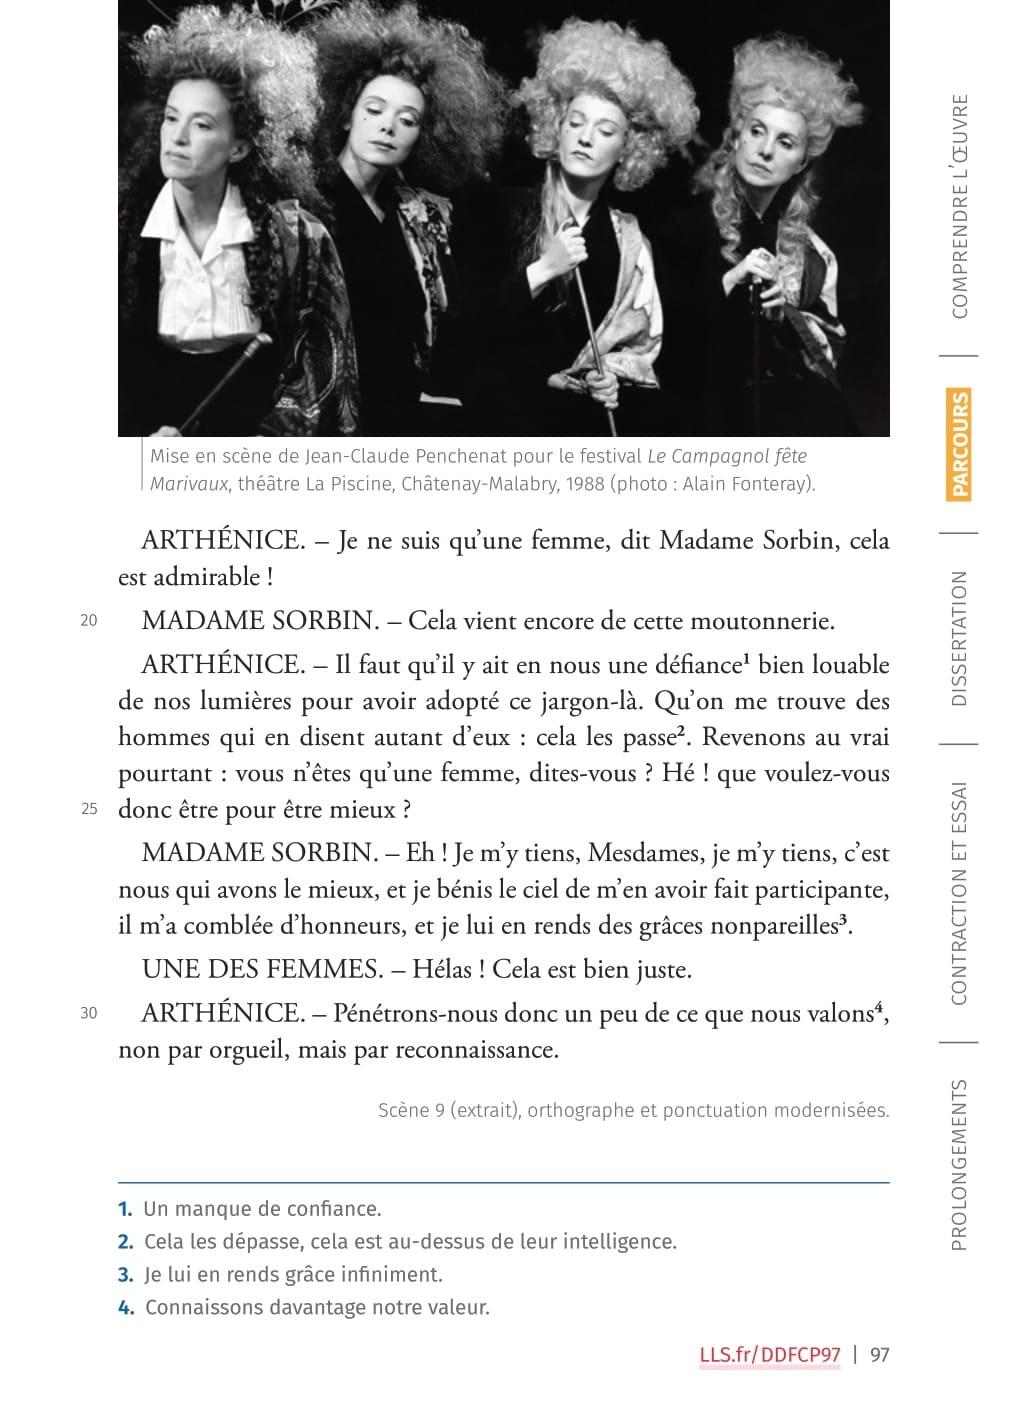 Mise en scène de Jean-Claude Penchenat pour le festival Le Campagnol fête
Marivaux, théâtre La Piscine, Châtenay-Malabry, 1988 (photo : Alain Fonteray).
ARTHÉNICE. – Je ne suis qu’une femme, dit Madame Sorbin, cela
est admirable !
20 MADAME SORBIN. – Cela vient encore de cette moutonnerie.
ARTHÉNICE. – Il faut qu’il y ait en nous une défiance¹ bien louable
de nos lumières pour avoir adopté ce jargon-là. Qu’on me trouve des
hommes qui en disent autant d’eux : cela les passe². Revenons au vrai
pourtant : vous n’êtes qu’une femme, dites-vous ? Hé ! que voulez-vous
25 donc être pour être mieux ?
MADAME SORBIN. – Eh ! Je m’y tiens, Mesdames, je m’y tiens, c’est
nous qui avons le mieux, et je bénis le ciel de m’en avoir fait participante,
il m’a comblée d’honneurs, et je lui en rends des grâces nonpareilles³.
UNE DES FEMMES. – Hélas ! Cela est bien juste.
30 ARTHÉNICE. – Pénétrons-nous donc un peu de ce que nous valons⁴,
non par orgueil, mais par reconnaissance.
Scène 9 (extrait), orthographe et ponctuation modernisées.
1. Un manque de confiance.
2. Cela les dépasse, cela est au-dessus de leur intelligence.
3. Je lui en rends grâce infiniment.
4. Connaissons davantage notre valeur.
LLS.fr/DDFCP97 | 97
COMPRENDRE L’ŒUVRE
PARCOURS
DISSERTATION
CONTRACTION ET ESSAI
PROLONGEMENTS